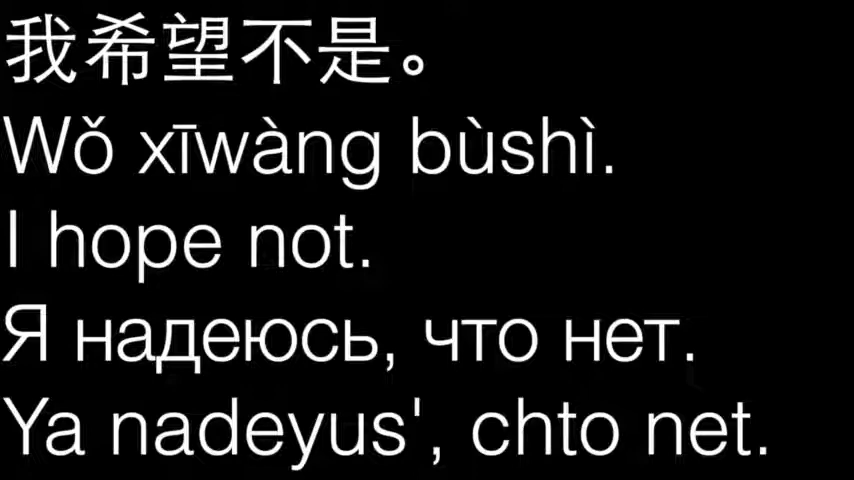 我希望不是。
Wǒ xīwàng bùshì.
I hope not.
Я надеюсь, что нет.
Ya nadeyus', chto net.